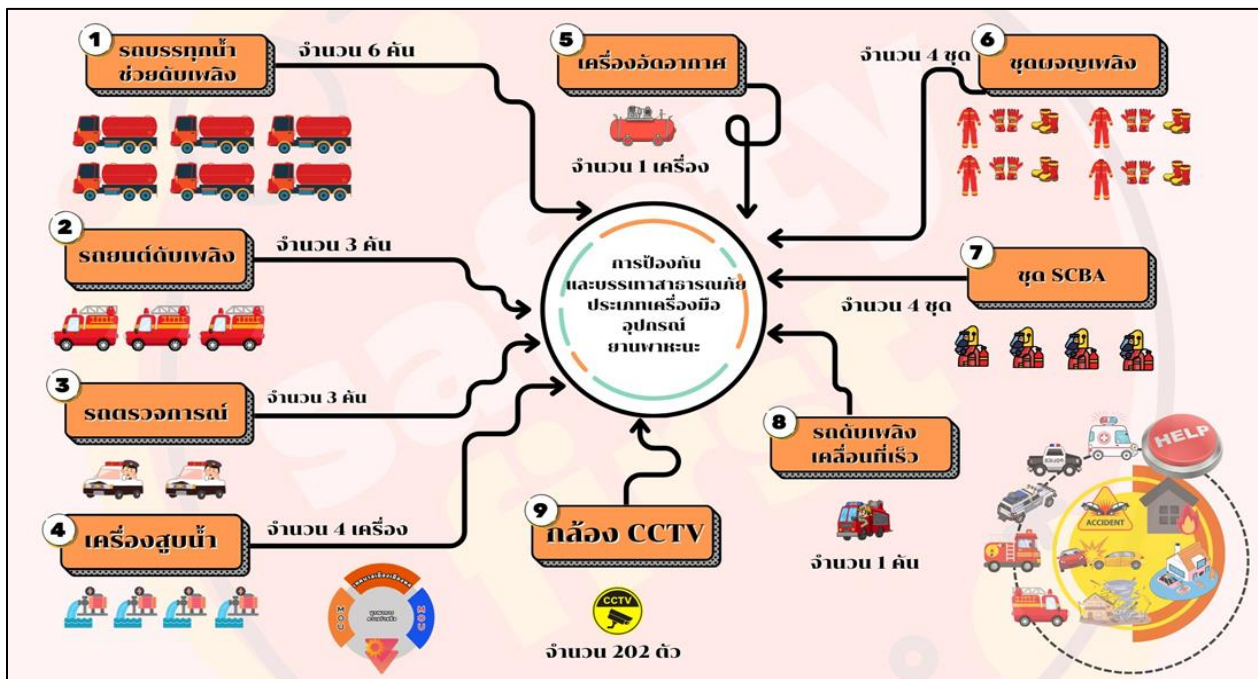 1
รถบรรทุกน้ำ
ช่วยดับเพลิง
จำนวน 6 คัน
2
รถยนต์ดับเพลิง
จำนวน 3 คัน
3
รถตรวจการณ์
จำนวน 3 คัน
4
เครื่องสูบน้ำ
จำนวน 4 เครื่อง
5
เครื่องอัดอากาศ
จำนวน 1 เครื่อง
6
ชุดผจญเพลิง
จำนวน 4 ชุด
7
ชุด SCBA
จำนวน 4 ชุด
8
รถดับเพลิง
เคลื่อนที่เร็ว
จำนวน 1 คัน
9
กล้อง CCTV
CCTV
จำนวน 202 ตัว
การป้องกัน
และบรรเทาสาธารณภัย
ประเภทเครื่องมือ
อุปกรณ์
ยานพาหนะ
MOU
MOU
HELP
POLICE
ACCIDENT
safety
first